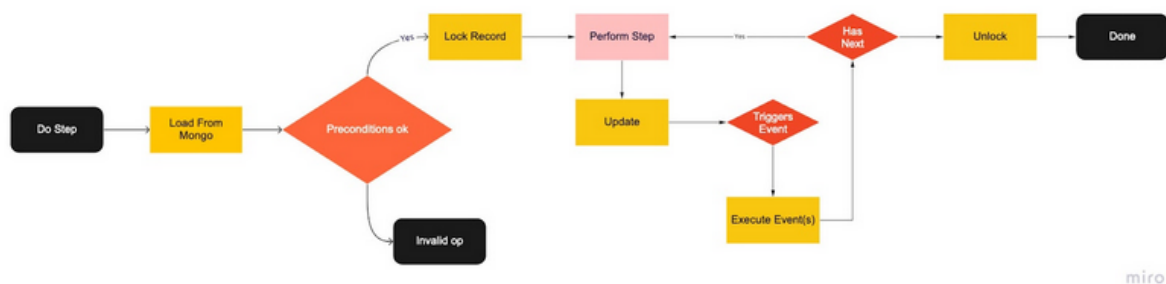 Do Step
Load From
Mongo
Preconditions ok
Yes
Lock Record
Perform Step
Yes
Has
Next
Unlock
Done
Update
Triggers
Event
Execute Event(s)
Invalid op
miro